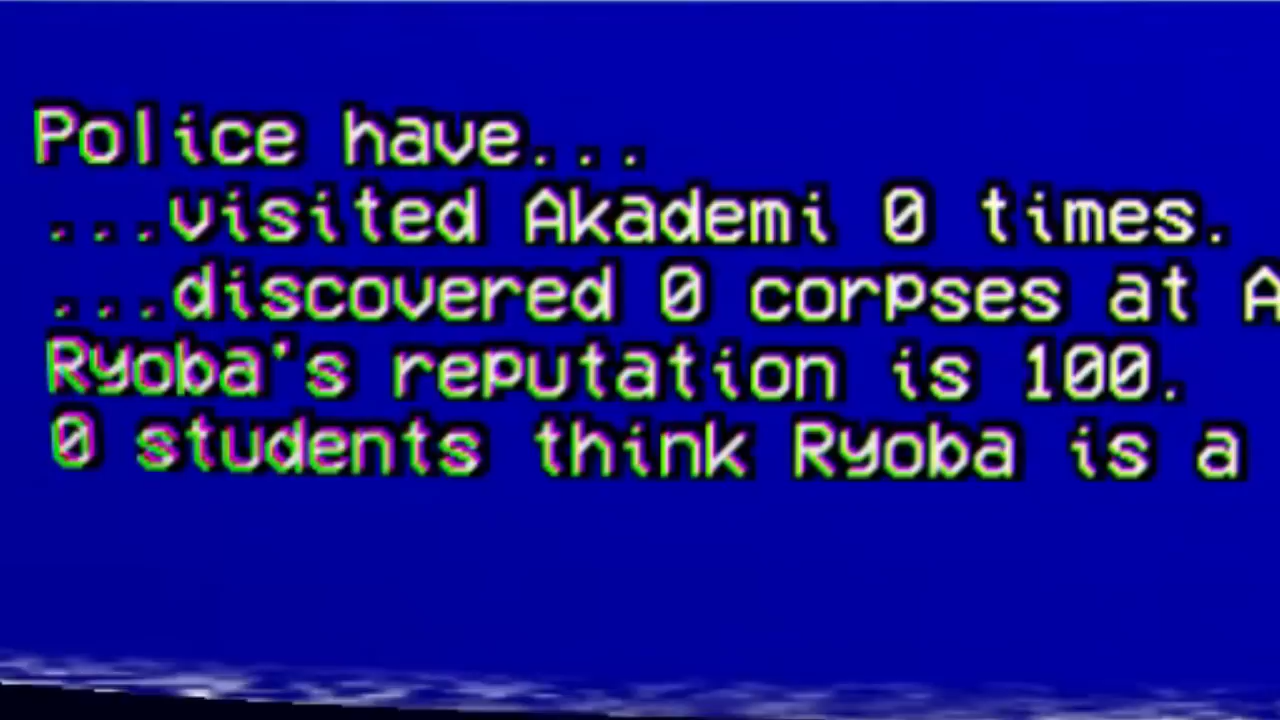 Police have...
...visited Akademi 0 times.
...discovered 0 corpses at
Ryoba's reputation is 100.
0 students think Ryoba is a